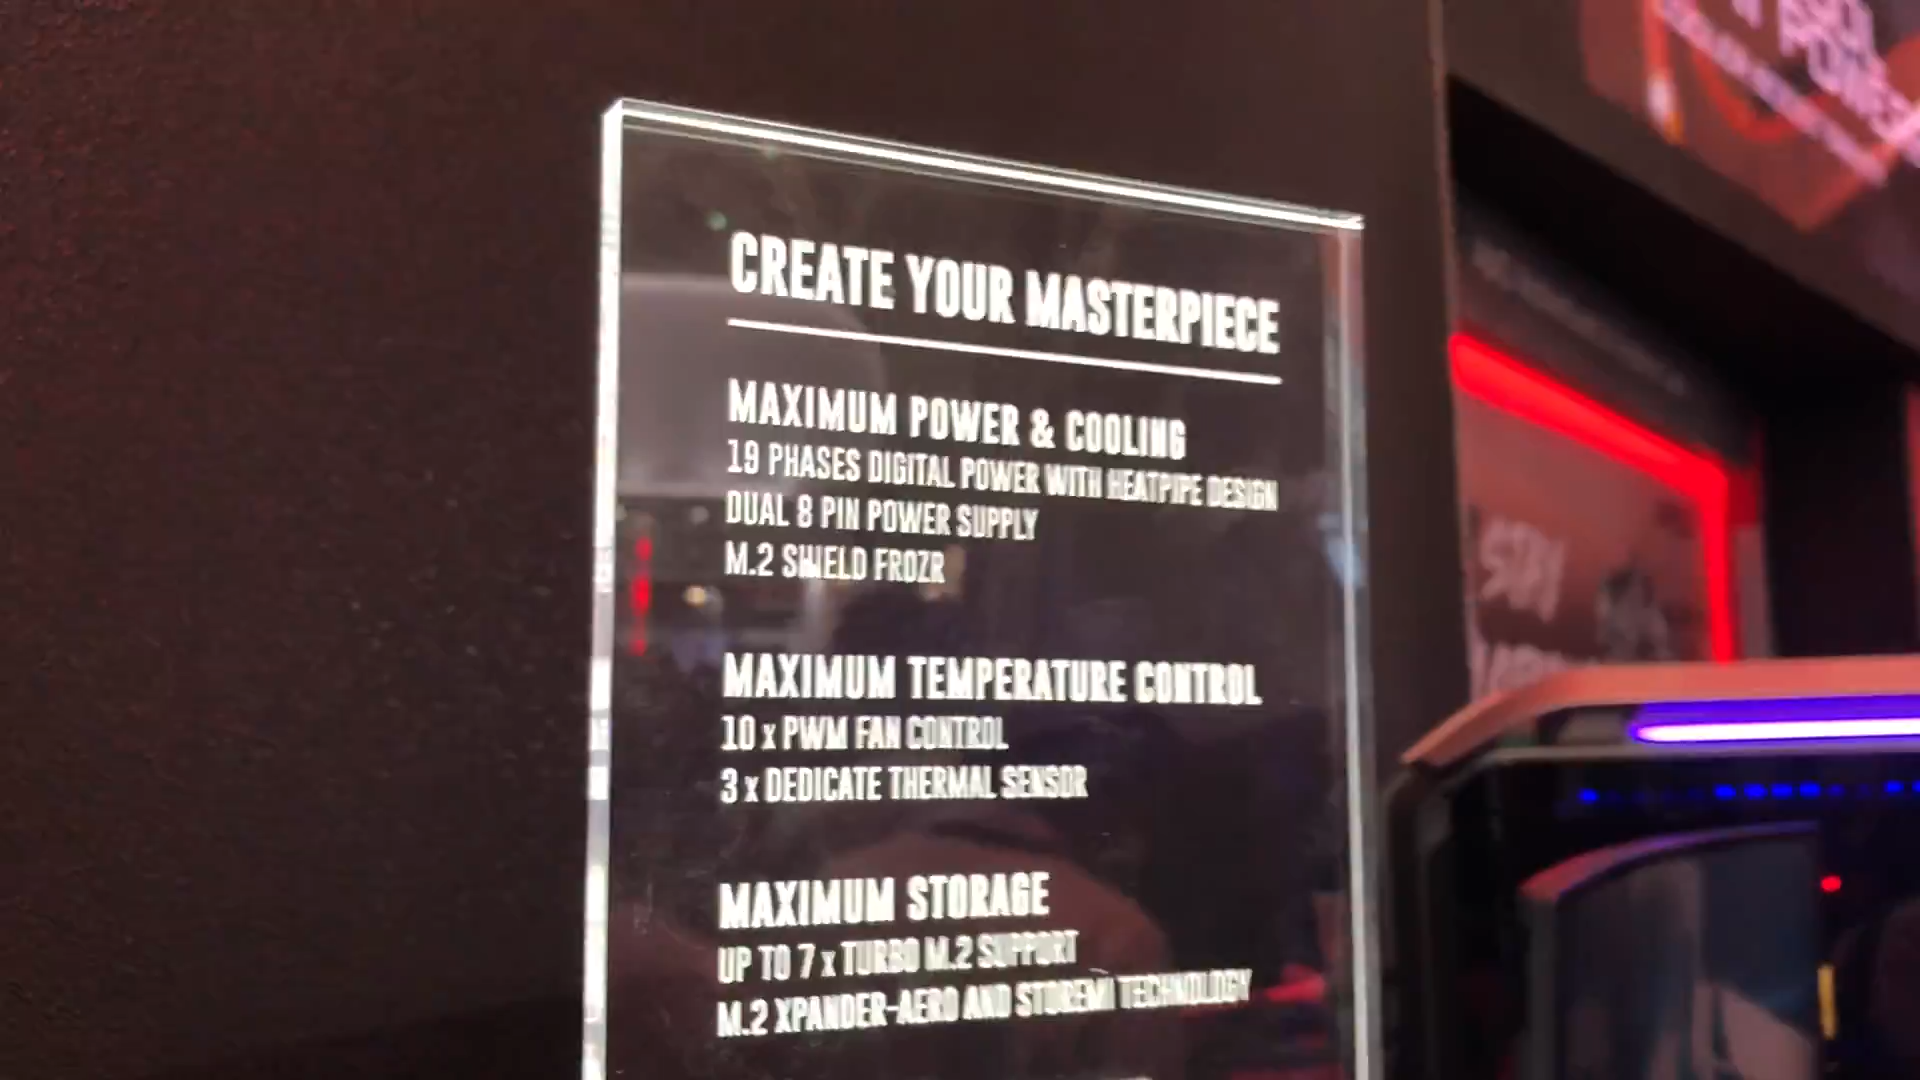 CREATE YOUR MASTERPIECE
MAXIMUM POWER & COOLING
19 PHASES DIGITAL POWER WITH HEATPIPE DESIGN
DUAL 8 PIN POWER SUPPLY
M.2 SHIELD FROZR
MAXIMUM TEMPERATURE CONTROL
10 x PWM FAN CONTROL
3 x DEDICATE THERMAL SENSOR
MAXIMUM STORAGE
UP TO 7 x TURBO M.2 SUPPORT
M.2 XPANDER-AERO AND STOREMI TECHNOLOGY